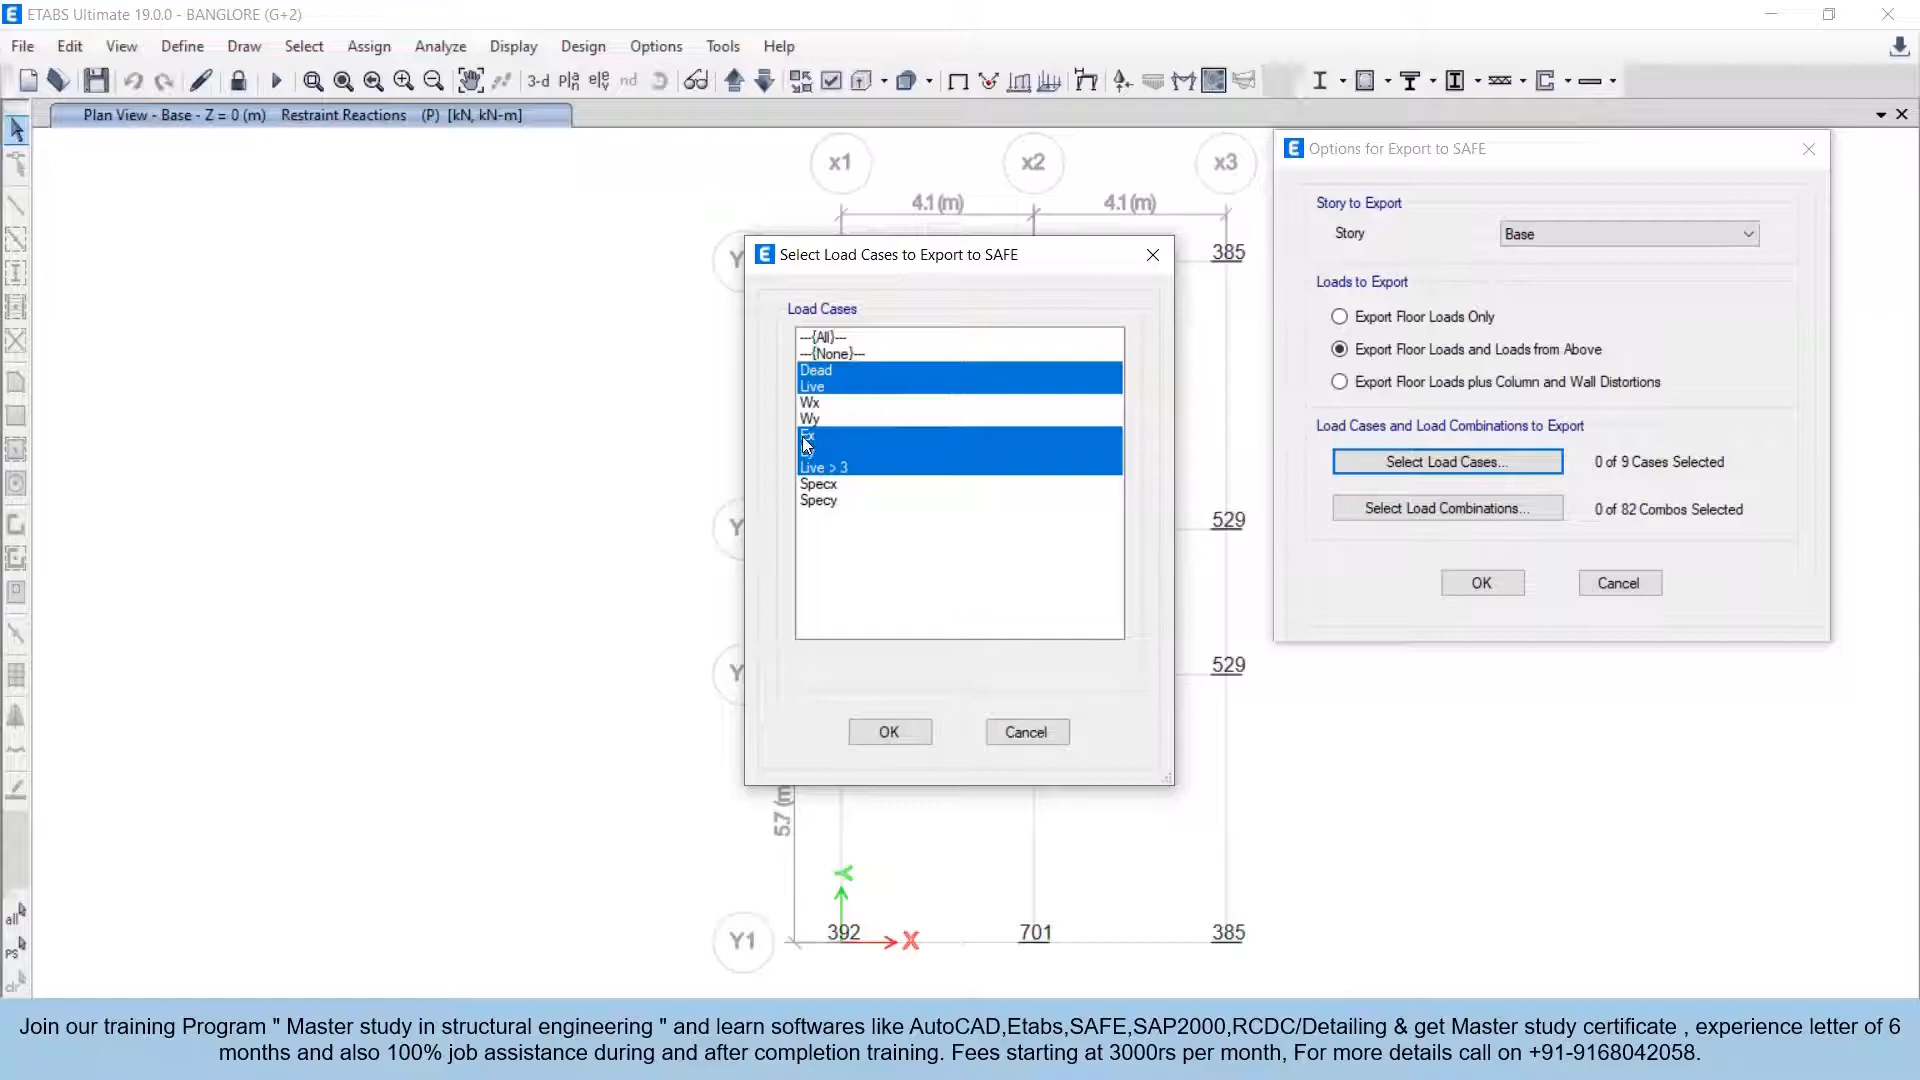 ETABS Ultimate 19.0.0 - BANGLORE (G+2)
File Edit View Define Draw Select Assign Analyze Display Design Options Tools Help
3-d nd
Plan View - Base - Z = 0 (m) Restraint Reactions (P) [kN, kN-m]
x1 x2 x3
4.1 (m) 4.1 (m)
385
529
529
5.7 (m)
Y
X
Y1 392 701 385
Select Load Cases to Export to SAFE
Load Cases
---{All}---
---{None}---
Dead
Live
Wx
Wy
Ex
Live > 3
Specx
Specy
OK Cancel
Options for Export to SAFE
Story to Export
Story Base
Loads to Export
Export Floor Loads Only
Export Floor Loads and Loads from Above
Export Floor Loads plus Column and Wall Distortions
Load Cases and Load Combinations to Export
Select Load Cases... 0 of 9 Cases Selected
Select Load Combinations... 0 of 82 Combos Selected
OK Cancel
all
PS
clr
Join our training Program " Master study in structural engineering " and learn softwares like AutoCAD,Etabs,SAFE,SAP2000,RCDC/Detailing & get Master study certificate , experience letter of 6
months and also 100% job assistance during and after completion training. Fees starting at 3000rs per month, For more details call on +91-9168042058.